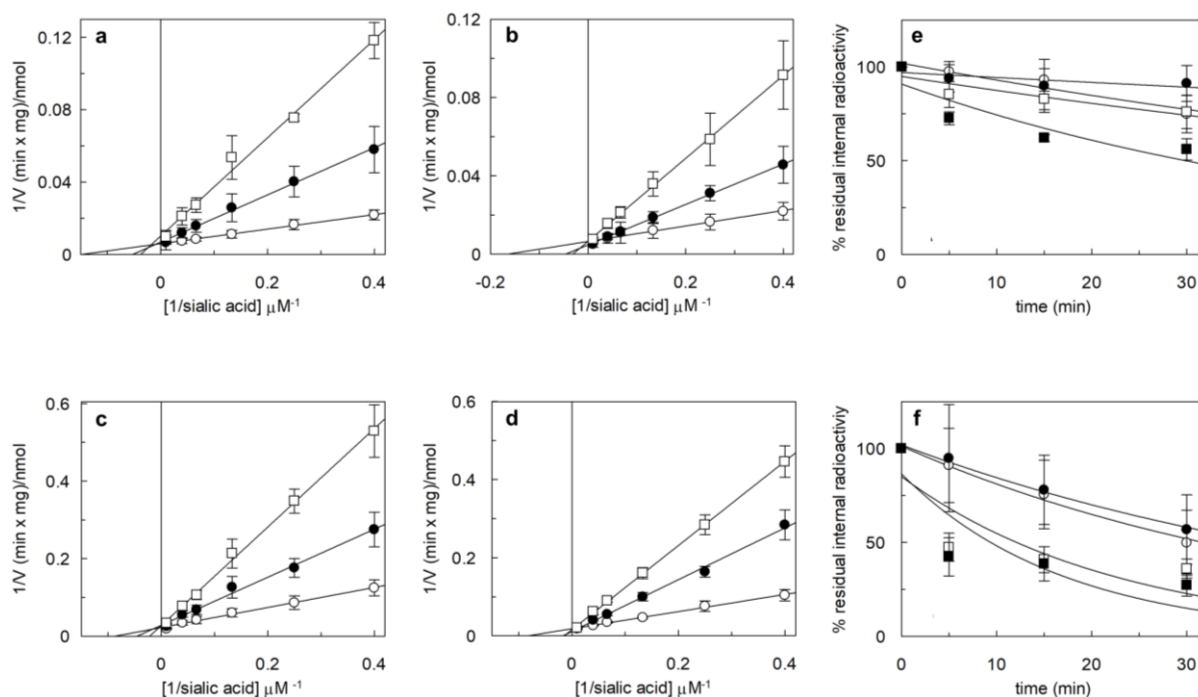 a
0.12
0.08
0.04
0
1/V (min x mg)/nmol
0 0.2 0.4
[1/sialic acid] μM⁻¹
b
0.12
0.08
0.04
0
1/V (min x mg)/nmol
-0.2 0 0.2 0.4
[1/sialic acid] μM ⁻¹
e
100
50
0
% residual internal radioactiviy
0 10 20 30
time (min)
c
0.6
0.4
0.2
0
1/V (min x mg)/nmol
0 0.2 0.4
[1/sialic acid] μM ⁻¹
d
0.6
0.4
0.2
0
1/V (min x mg)/nmol
0 0.2 0.4
[1/sialic acid] μM ⁻¹
f
100
50
0
% residual internal radioactiviy
0 10 20 30
time (min)